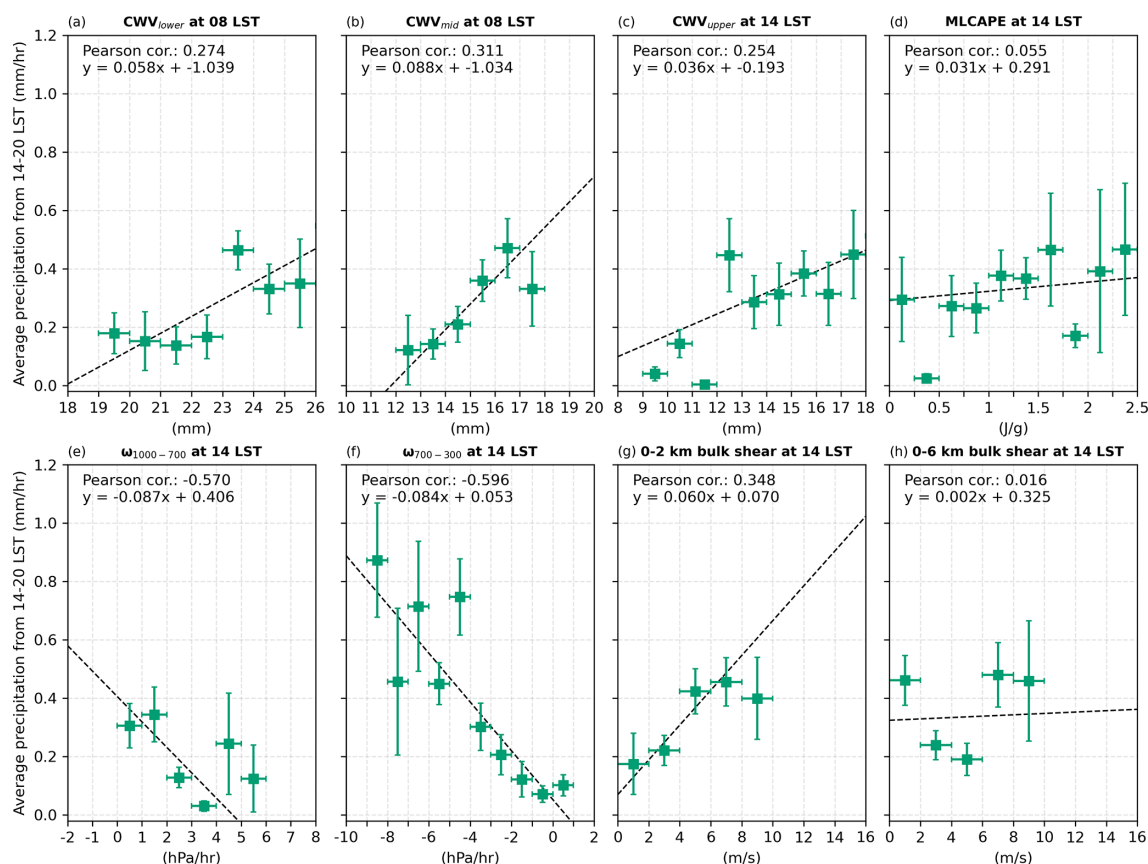 (a) CWVlower at 08 LST
(b) CWVmid at 08 LST
(c) CWVupper at 14 LST
(d) MLCAPE at 14 LST
Pearson cor.: 0.274
y = 0.058x + -1.039
Pearson cor.: 0.311
y = 0.088x + -1.034
Pearson cor.: 0.254
y = 0.036x + -0.193
Pearson cor.: 0.055
y = 0.031x + 0.291
Average precipitation from 14-20 LST (mm/hr)
1.2
1.0
0.8
0.6
0.4
0.2
0.0
18 19 20 21 22 23 24 25 26
10 11 12 13 14 15 16 17 18 19 20
8 9 10 11 12 13 14 15 16 17 18
0 0.5 1 1.5 2 2.5
(mm)
(mm)
(mm)
(J/g)
(e) ω1000−700 at 14 LST
(f) ω700−300 at 14 LST
(g) 0-2 km bulk shear at 14 LST
(h) 0-6 km bulk shear at 14 LST
Pearson cor.: -0.570
y = -0.087x + 0.406
Pearson cor.: -0.596
y = -0.084x + 0.053
Pearson cor.: 0.348
y = 0.060x + 0.070
Pearson cor.: 0.016
y = 0.002x + 0.325
Average precipitation from 14-20 LST (mm/hr)
1.2
1.0
0.8
0.6
0.4
0.2
0.0
-2 -1 0 1 2 3 4 5 6 7 8
-10 -8 -6 -4 -2 0 2
0 2 4 6 8 10 12 14 16
0 2 4 6 8 10 12 14 16
(hPa/hr)
(hPa/hr)
(m/s)
(m/s)